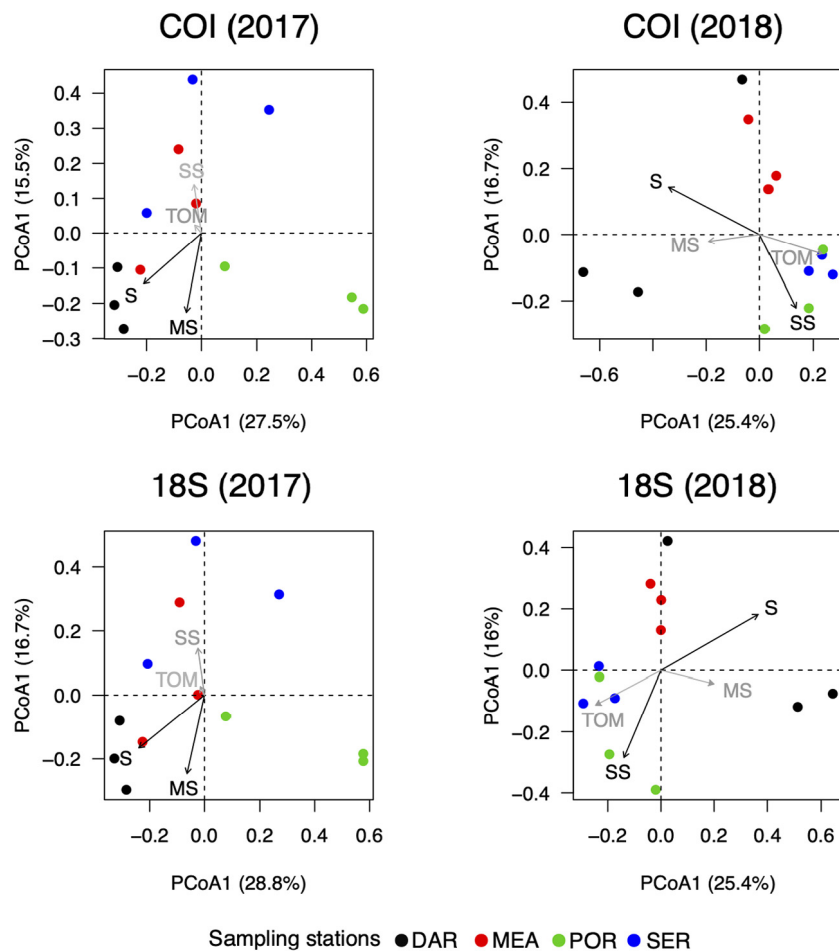 COI (2017)
COI (2018)
PCoA1 (15.5%)
0.4
0.3
0.2
0.1
0.0
−0.1
−0.2
−0.3
SS
TOM
S
MS
−0.2
0.0
0.2
0.4
0.6
PCoA1 (27.5%)
PCoA1 (16.7%)
0.4
0.2
0.0
−0.2
S
MS
TOM
SS
−0.6
−0.2
0.0
0.2
PCoA1 (25.4%)
18S (2017)
18S (2018)
PCoA1 (16.7%)
0.4
0.2
0.0
−0.2
SS
TOM
S
MS
−0.2
0.0
0.2
0.4
0.6
PCoA1 (28.8%)
PCoA1 (16%)
0.4
0.2
0.0
−0.2
−0.4
S
MS
TOM
SS
−0.2
0.0
0.2
0.4
0.6
PCoA1 (25.4%)
Sampling stations DAR MEA POR SER